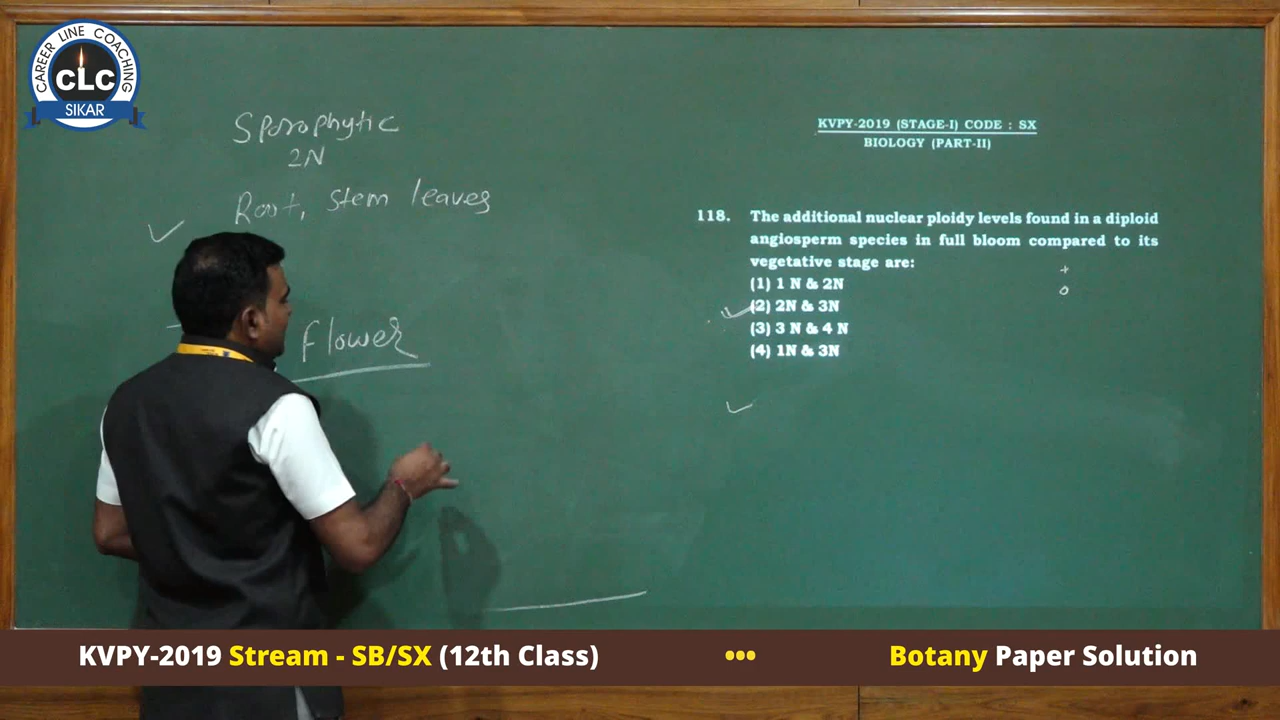 CAREER LINE COACHING
CLC
SIKAR
Sporophytic
2N
Root, Stem leaves
Flower
KVPY-2019 (STAGE-I) CODE : SX
BIOLOGY (PART-II)
118. The additional nuclear ploidy levels found in a diploid
angiosperm species in full bloom compared to its
vegetative stage are:
(1) 1 N & 2N
(2) 2N & 3N
(3) 3 N & 4 N
(4) 1N & 3N
KVPY-2019 Stream - SB/SX (12th Class) ••• Botany Paper Solution